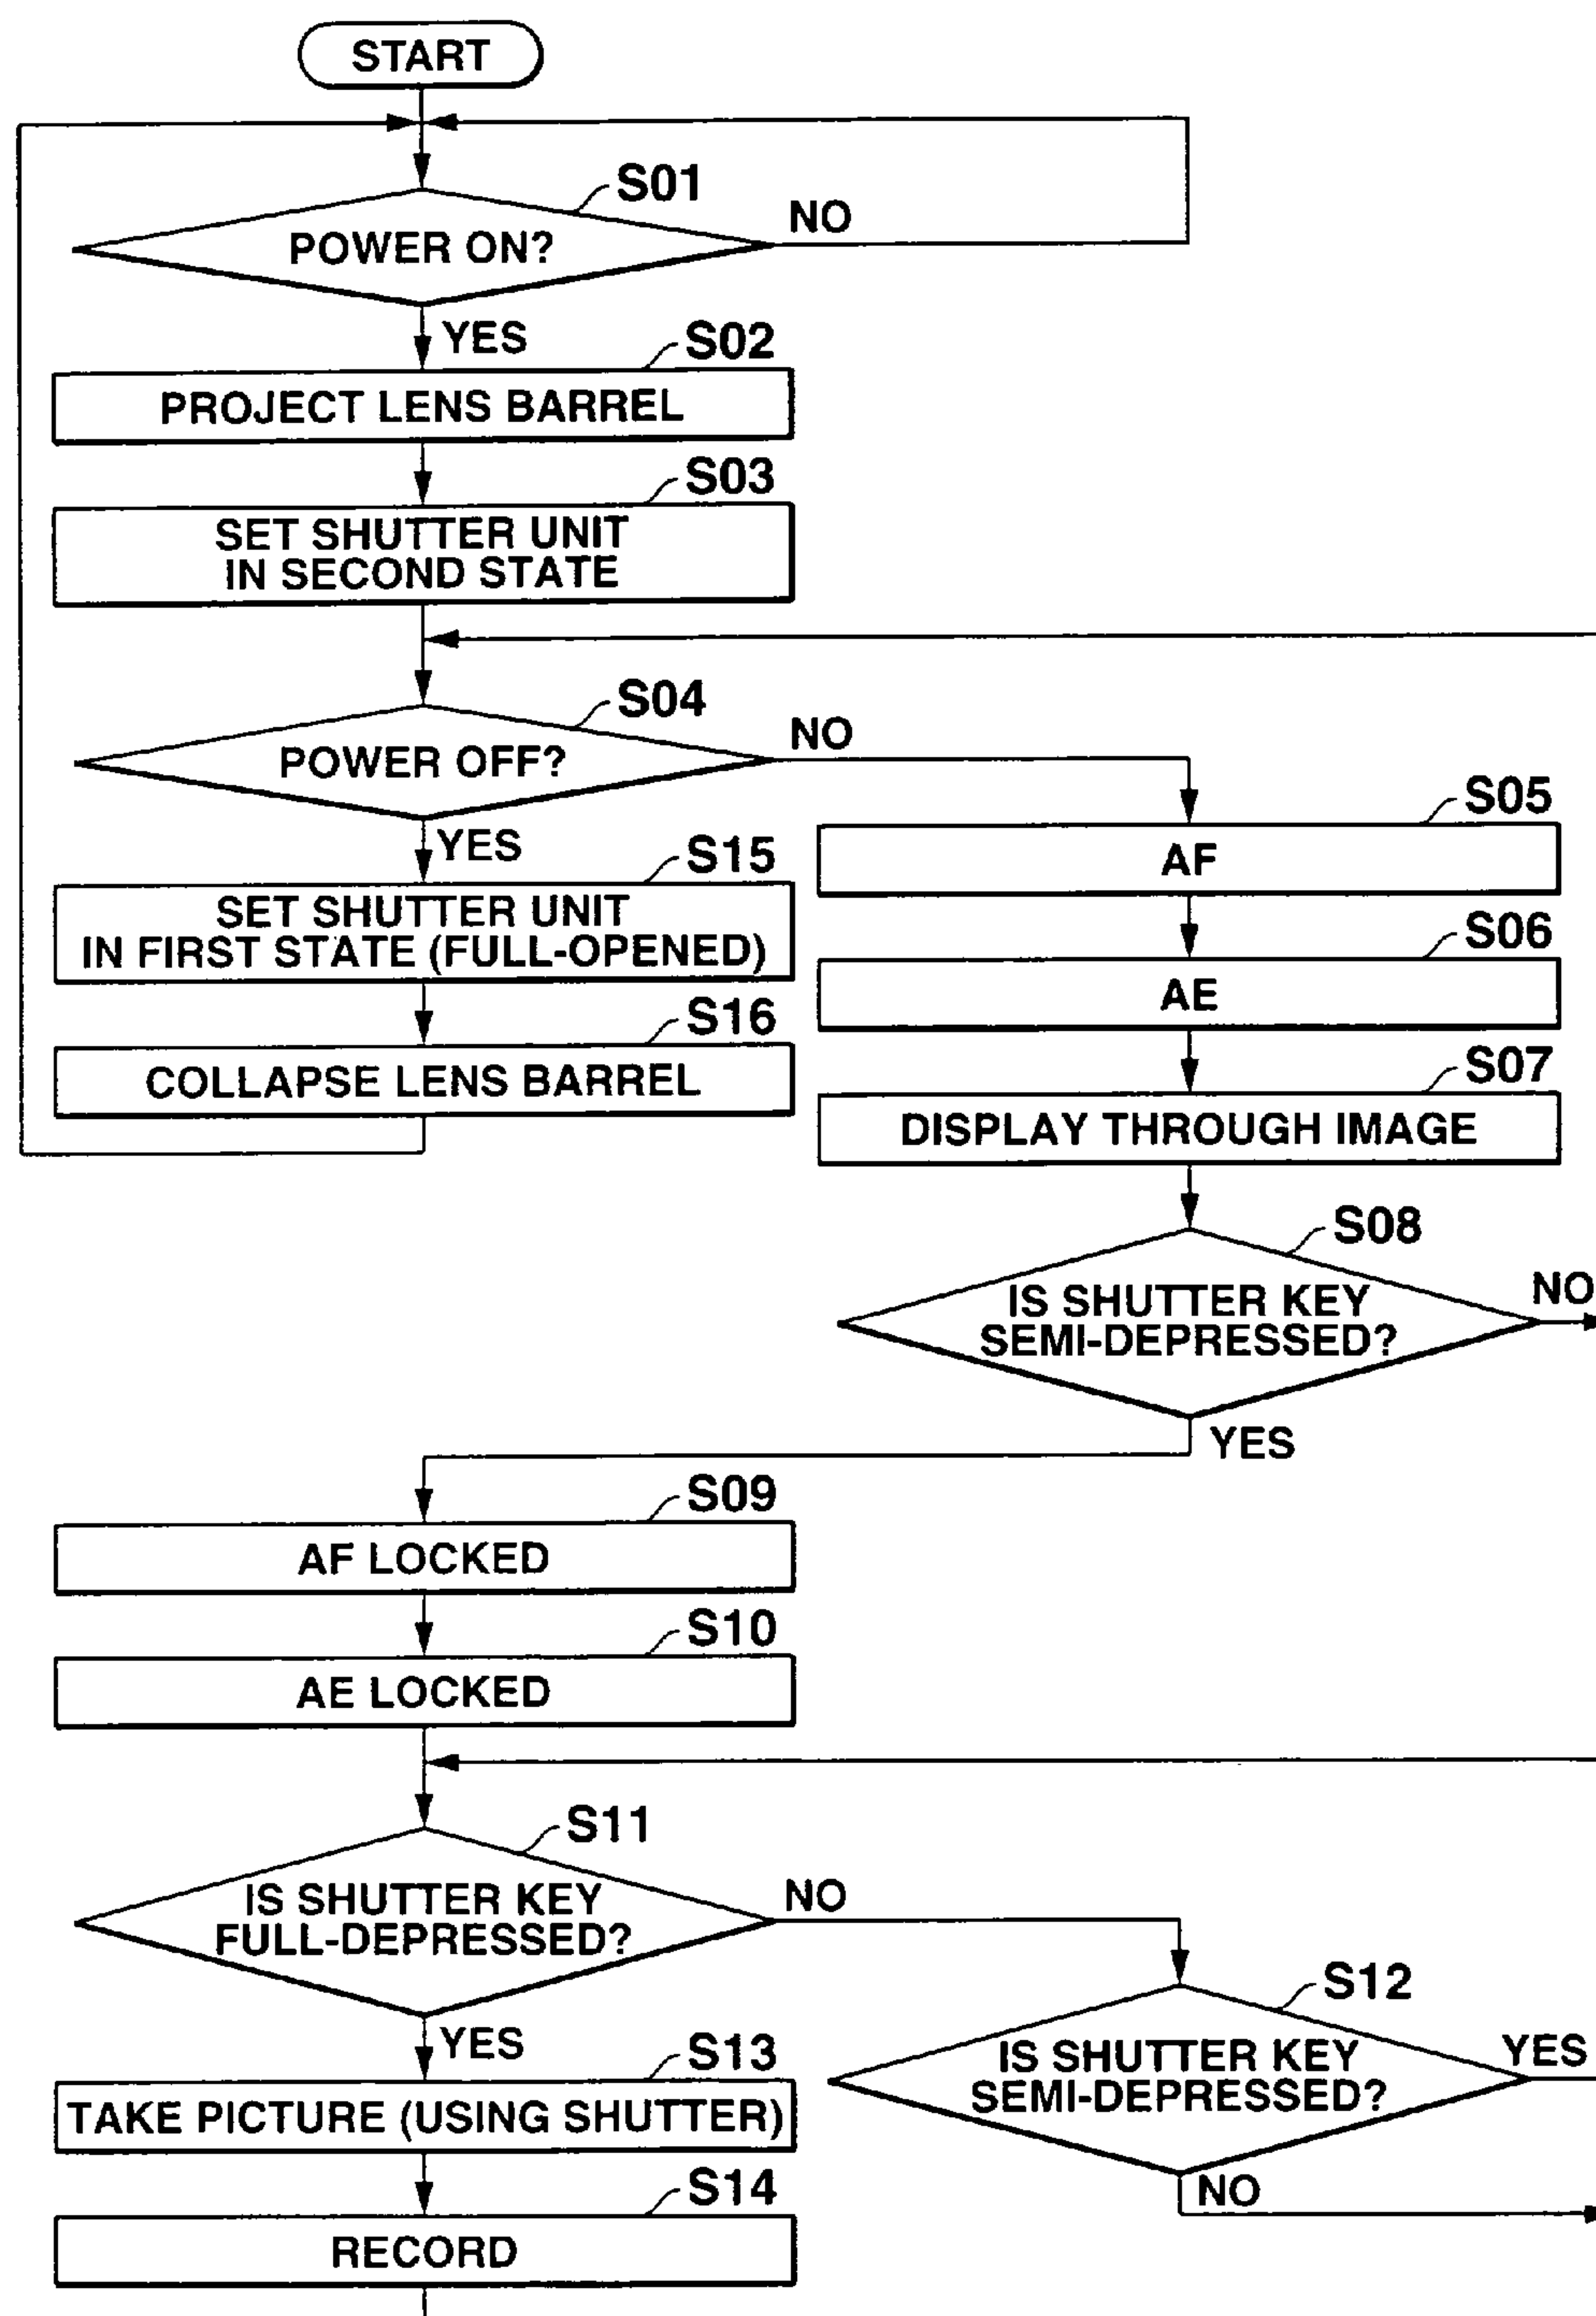 START
S01
POWER ON?
NO
YES
S02
PROJECT LENS BARREL
S03
SET SHUTTER UNIT
IN SECOND STATE
S04
POWER OFF?
NO
YES
S15
SET SHUTTER UNIT
IN FIRST STATE (FULL-OPENED)
S16
COLLAPSE LENS BARREL
S05
AF
S06
AE
S07
DISPLAY THROUGH IMAGE
S08
IS SHUTTER KEY
SEMI-DEPRESSED?
NO
YES
S09
AF LOCKED
S10
AE LOCKED
S11
IS SHUTTER KEY
FULL-DEPRESSED?
NO
YES
S12
IS SHUTTER KEY
SEMI-DEPRESSED?
YES
NO
S13
TAKE PICTURE (USING SHUTTER)
S14
RECORD